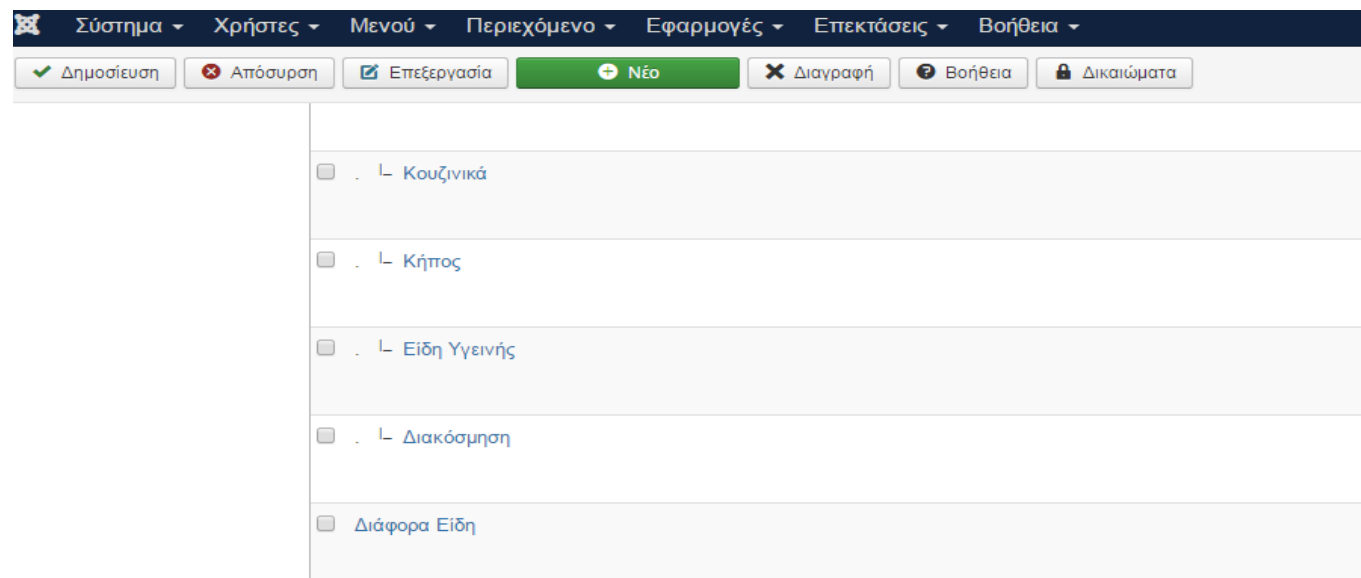 Σύστημα Χρήστες Μενού Περιεχόμενο Εφαρμογές Επεκτάσεις Βοήθεια
Δημοσίευση Απόσυρση Επεξεργασία Νέο Διαγραφή Βοήθεια Δικαιώματα
. |– Κουζινικά
. |– Κήπος
. |– Είδη Υγεινής
. |– Διακόσμηση
Διάφορα Είδη